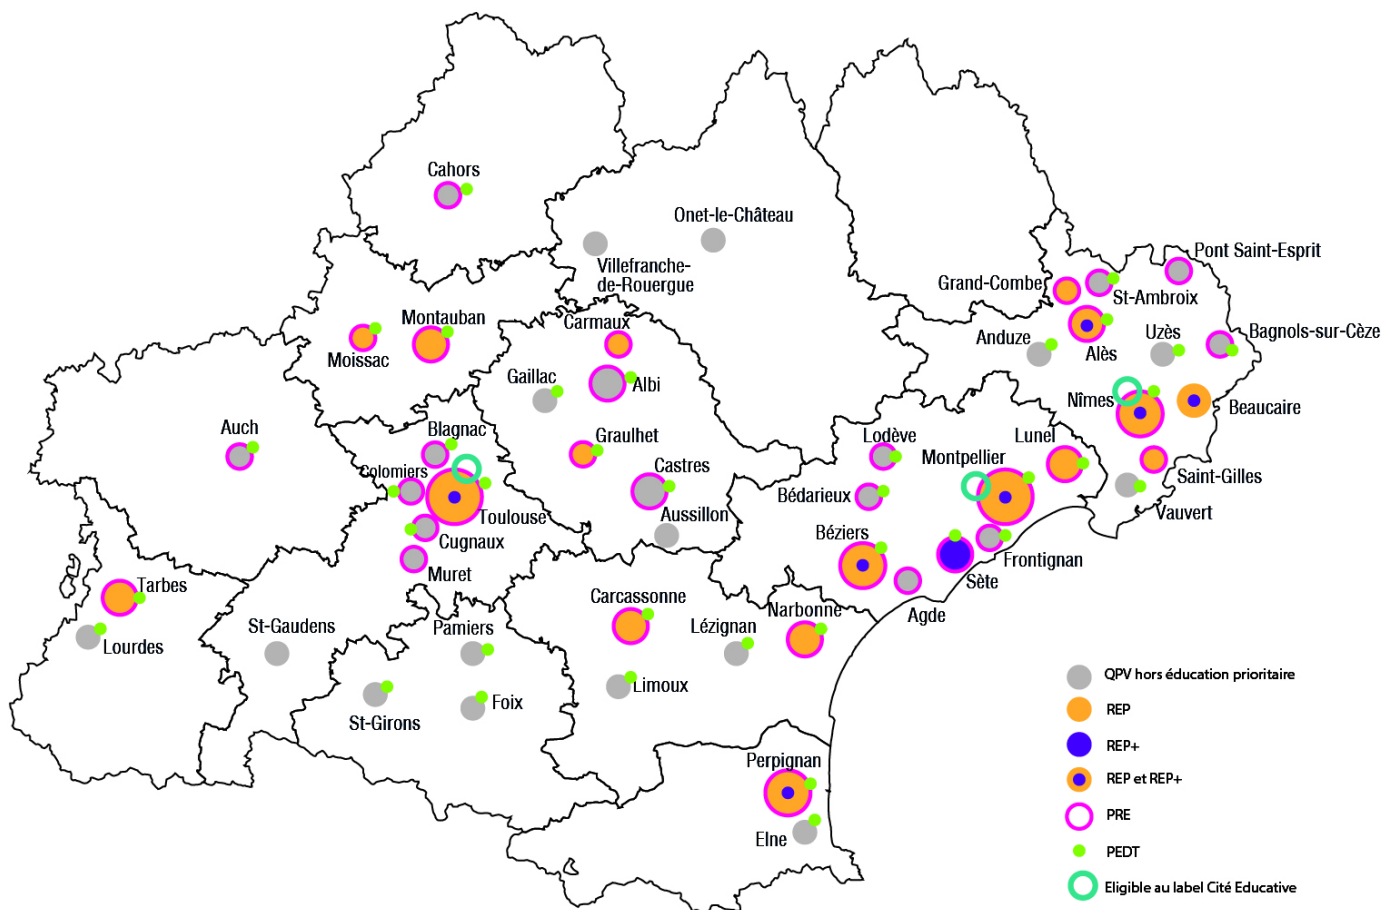 Cahors
Onet-le-Château
Villefranche-
de-Rouergue
Pont Saint-Esprit
Grand-Combe
St-Ambroix
Montauban
Carmaux
Anduze
Uzès
Bagnols-sur-Cèze
Moissac
Alès
Gaillac
Albi
Nîmes
Beaucaire
Auch
Blagnac
Graulhet
Lodève
Lunel
Colomiers
Castres
Montpellier
Saint-Gilles
Bédarieux
Toulouse
Aussillon
Vauvert
Cugnaux
Béziers
Frontignan
Muret
Sète
Tarbes
Carcassonne
Narbonne
Agde
St-Gaudens
Pamiers
Lézignan
Lourdes
Limoux
St-Girons
Foix
Perpignan
Elne
QPV hors éducation prioritaire
REP
REP+
REP et REP+
PRE
PEDT
Eligible au label Cité Educative